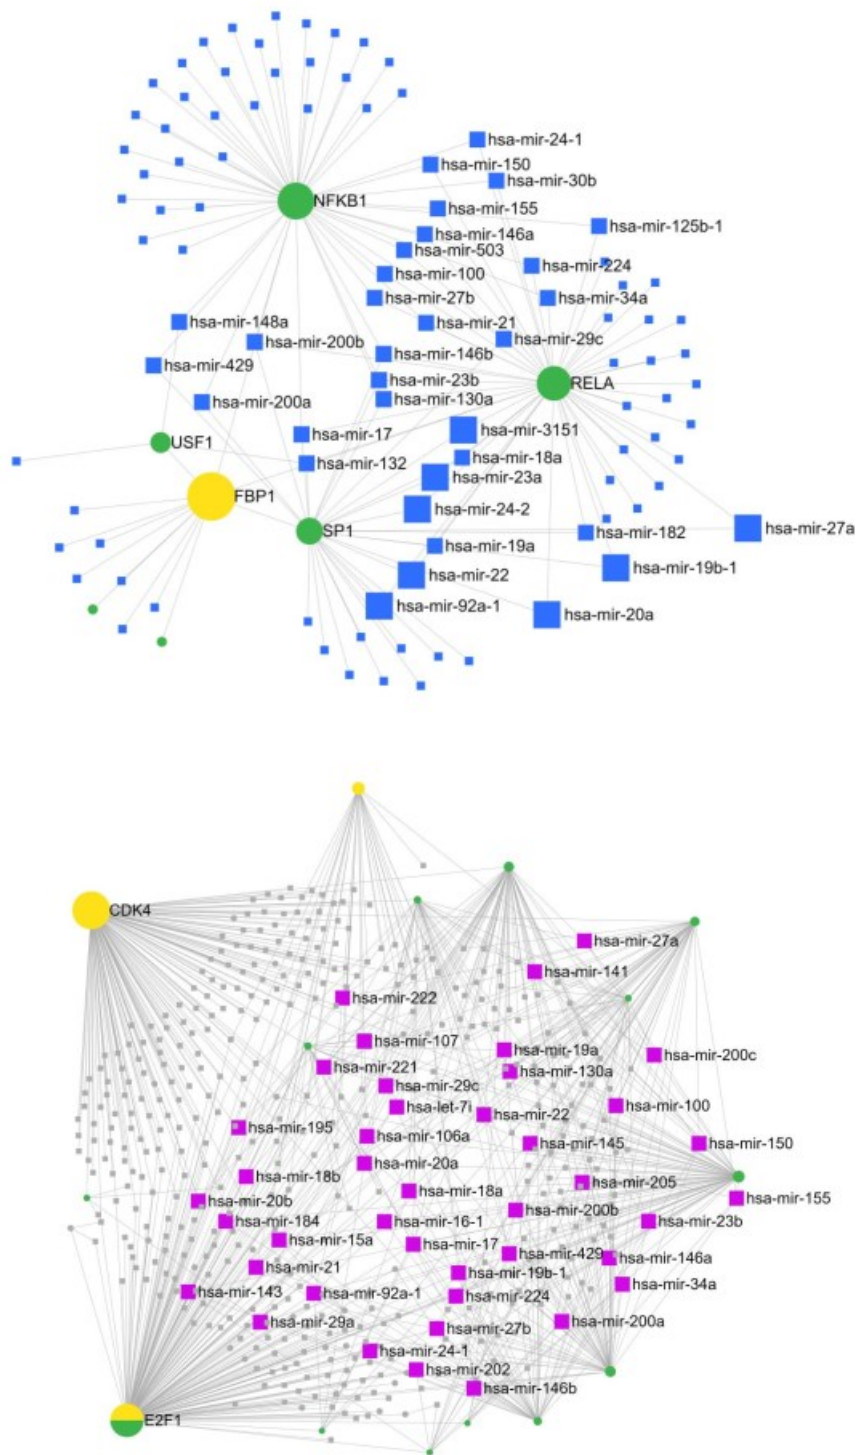 hsa-mir-24-1
hsa-mir-150
hsa-mir-30b
NFKB1
hsa-mir-155
hsa-mir-125b-1
hsa-mir-146a
hsa-mir-503
hsa-mir-224
hsa-mir-100
hsa-mir-27b
hsa-mir-34a
hsa-mir-148a
hsa-mir-21
hsa-mir-200b
hsa-mir-29c
hsa-mir-146b
hsa-mir-429
hsa-mir-23b
RELA
hsa-mir-130a
hsa-mir-200a
hsa-mir-17
hsa-mir-3151
USF1
hsa-mir-132
hsa-mir-18a
hsa-mir-23a
FBP1
hsa-mir-24-2
SP1
hsa-mir-182
hsa-mir-27a
hsa-mir-19a
hsa-mir-22
hsa-mir-19b-1
hsa-mir-92a-1
hsa-mir-20a
CDK4
hsa-mir-27a
hsa-mir-141
hsa-mir-222
hsa-mir-107
hsa-mir-19a
hsa-mir-200c
hsa-mir-221
hsa-mir-130a
hsa-mir-29c
hsa-let-7i
hsa-mir-22
hsa-mir-100
hsa-mir-195
hsa-mir-106a
hsa-mir-145
hsa-mir-150
hsa-mir-20a
hsa-mir-18b
hsa-mir-205
hsa-mir-18a
hsa-mir-155
hsa-mir-20b
hsa-mir-200b
hsa-mir-184
hsa-mir-16-1
hsa-mir-23b
hsa-mir-15a
hsa-mir-17
hsa-mir-429
hsa-mir-146a
hsa-mir-21
hsa-mir-19b-1
hsa-mir-34a
hsa-mir-143
hsa-mir-92a-1
hsa-mir-224
hsa-mir-29a
hsa-mir-27b
hsa-mir-200a
hsa-mir-24-1
hsa-mir-202
hsa-mir-146b
E2F1